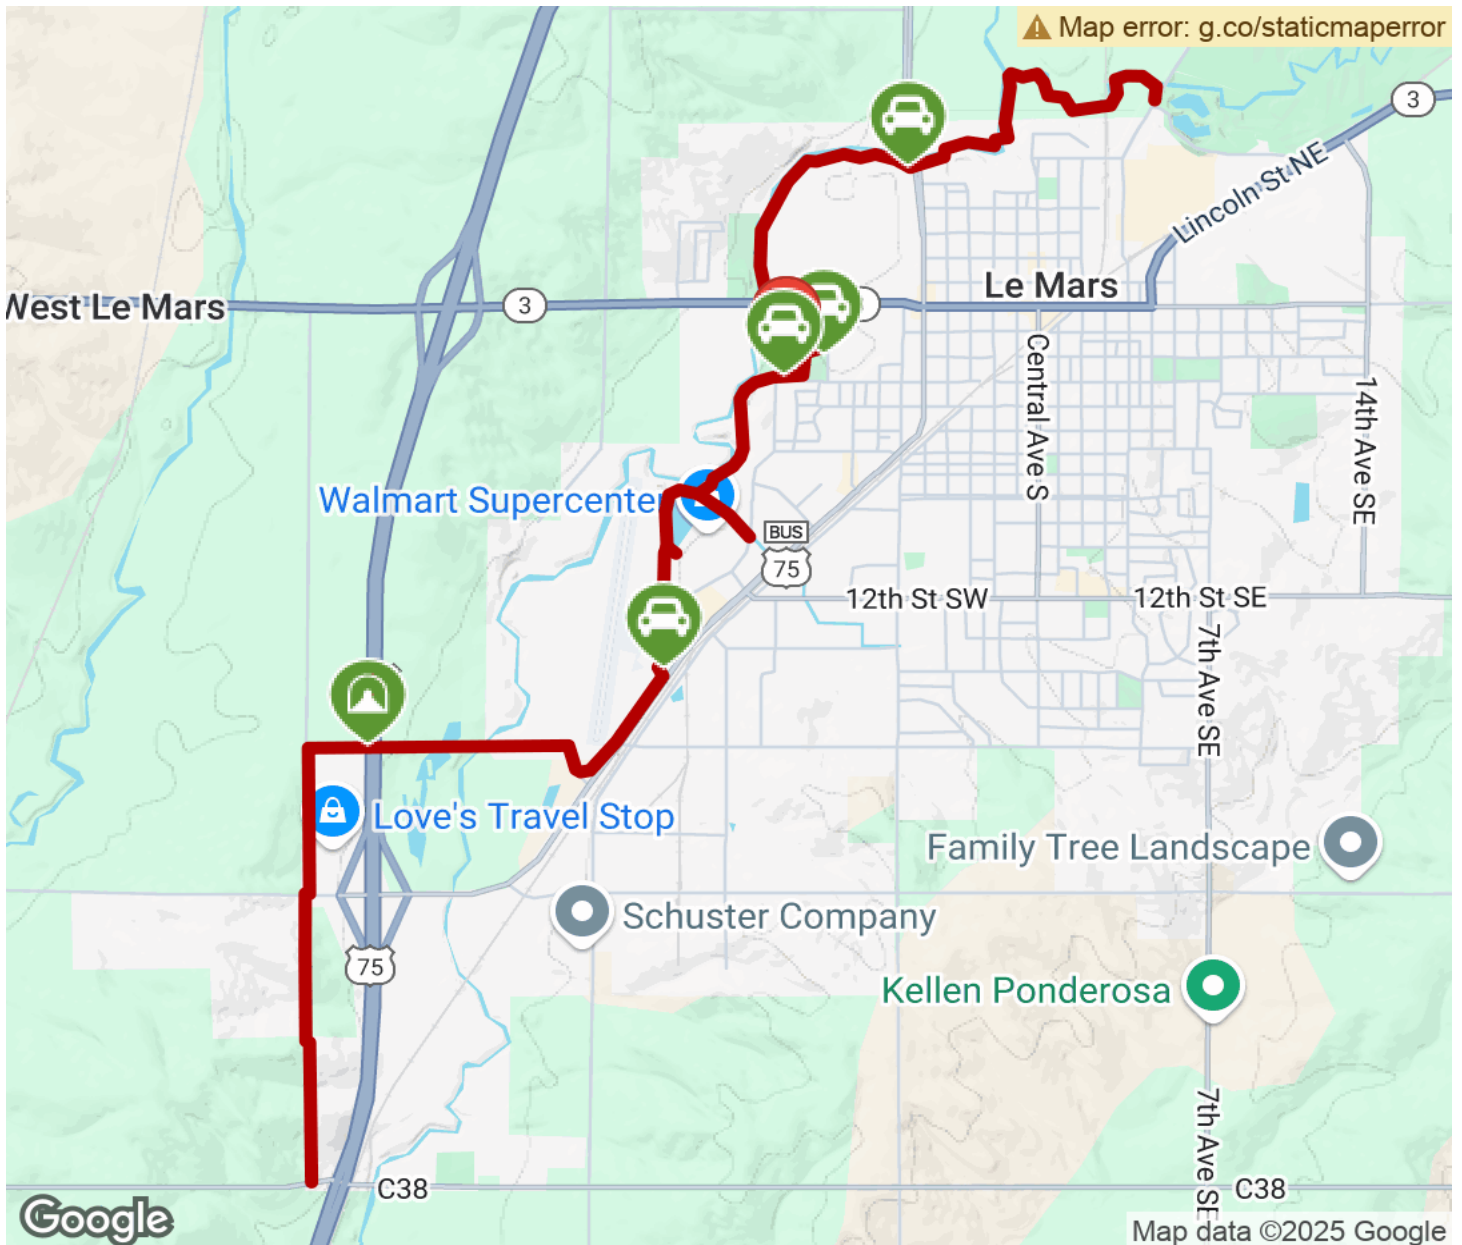 Map error: g.co/staticmaperror
3
Lincoln St NE
Le Mars
West Le Mars
3
Central Ave S
14th Ave SE
Walmart Supercenter
BUS
75
12th St SW
12th St SE
7th Ave SE
Love's Travel Stop
Family Tree Landscape
Schuster Company
75
Kellen Ponderosa
7th Ave SE
C38
C38
Google
Map data ©2025 Google